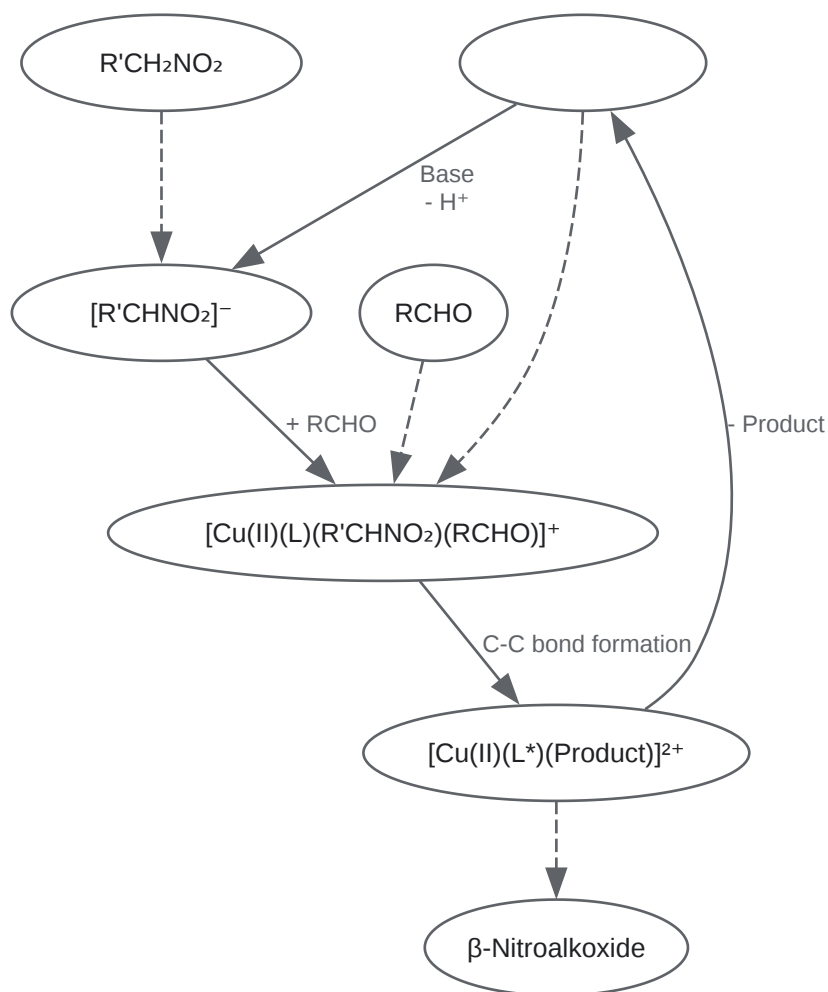 R'CH₂NO₂
Base
- H⁺
[R'CHNO₂]⁻
RCHO
+ RCHO
- Product
[Cu(II)(L)(R'CHNO₂)(RCHO)]⁺
C-C bond formation
[Cu(II)(L*)(Product)]²⁺
β-Nitroalkoxide